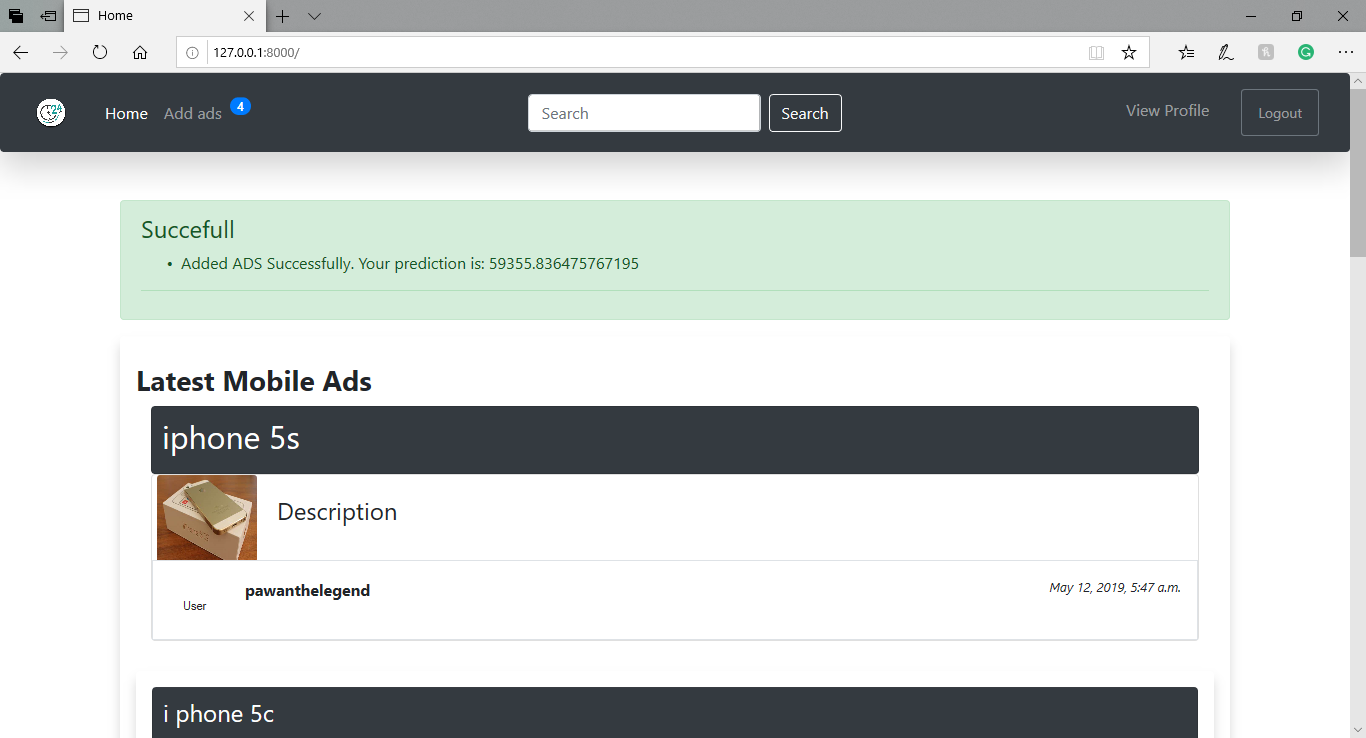 Home
127.0.0.1:8000/
24
Home Add ads 4 Search Search View Profile Logout
Succefull
• Added ADS Successfully. Your prediction is: 59355.836475767195
Latest Mobile Ads
iphone 5s
Description
User pawanthelegend May 12, 2019, 5:47 a.m.
i phone 5c